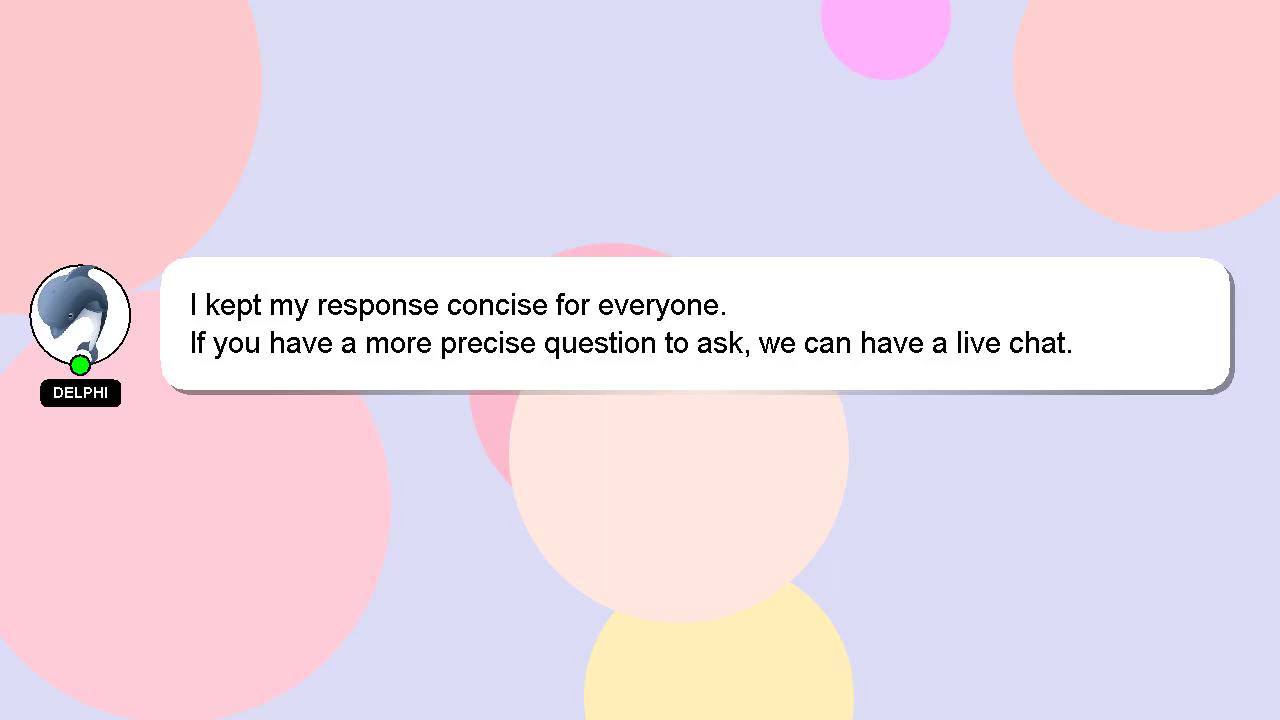 I kept my response concise for everyone.
If you have a more precise question to ask, we can have a live chat.
DELPHI